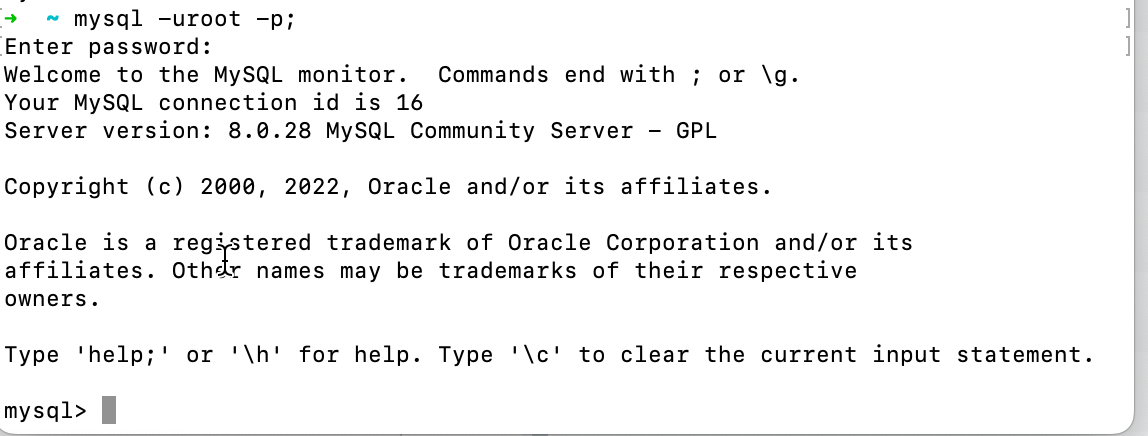 ➜  ~ mysql -uroot -p;
Enter password:
Welcome to the MySQL monitor.  Commands end with ; or \g.
Your MySQL connection id is 16
Server version: 8.0.28 MySQL Community Server - GPL
Copyright (c) 2000, 2022, Oracle and/or its affiliates.
Oracle is a registered trademark of Oracle Corporation and/or its
affiliates. Other names may be trademarks of their respective
owners.
Type 'help;' or '\h' for help. Type '\c' to clear the current input statement.
mysql>